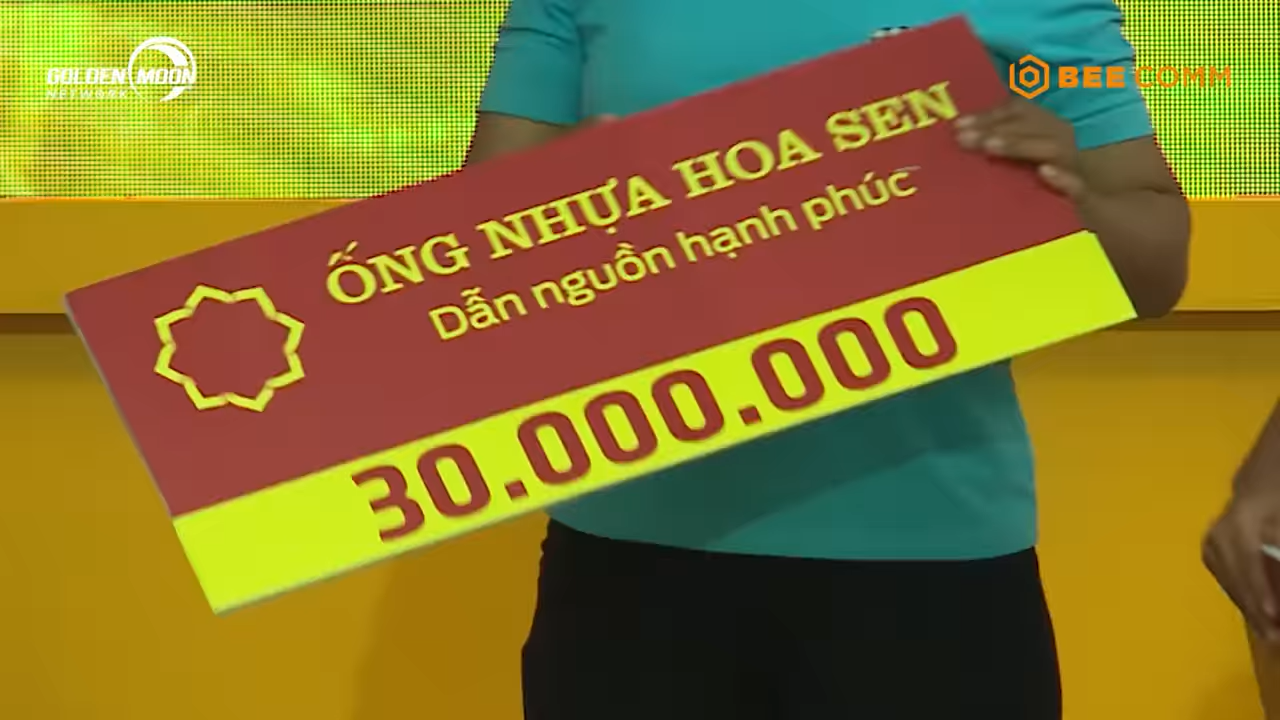 GOLDEN MOON
NETWORK
BEE COMM
ỐNG NHỰA HOA SEN
Dẫn nguồn hạnh phúc
30.000.000